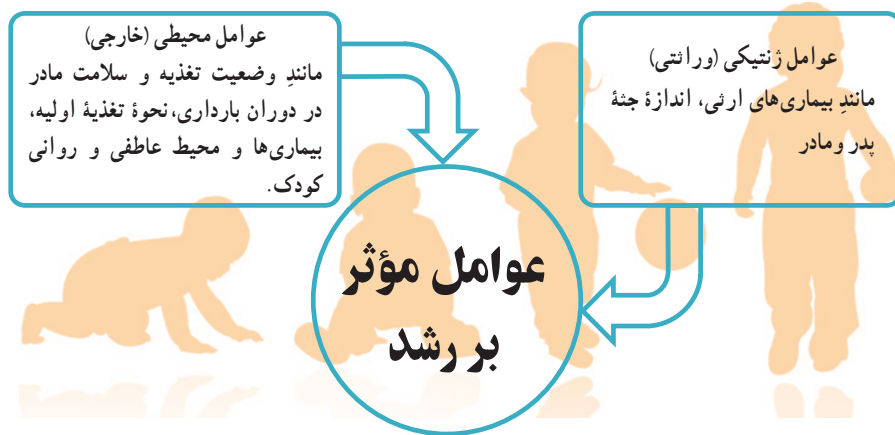 عوامل ژنتیکی (وراثتی)
مانندِ بیماری‌های ارثی، اندازهٔ جثهٔ
پدر ومادر
عوامل محیطی (خارجی)
مانندِ وضعیت تغذیه و سلامت مادر
در دوران بارداری، نحوهٔ تغذیهٔ اولیه،
بیماری‌ها و محیط عاطفی و روانی
کودک.
عوامل مؤثر
بر رشد